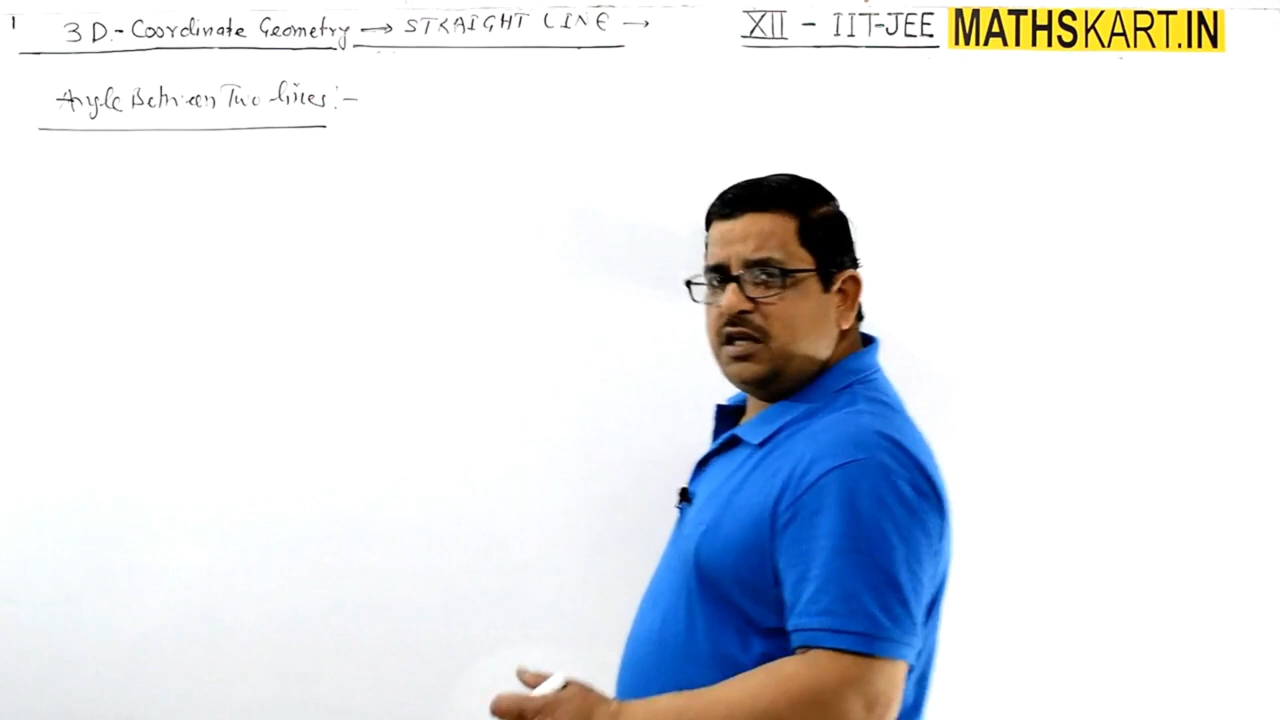 1 3D.- Coordinate Geometry → STRAIGHT LINE → XII - IIT-JEE MATHSKART.IN
Angle Between Two lines:-